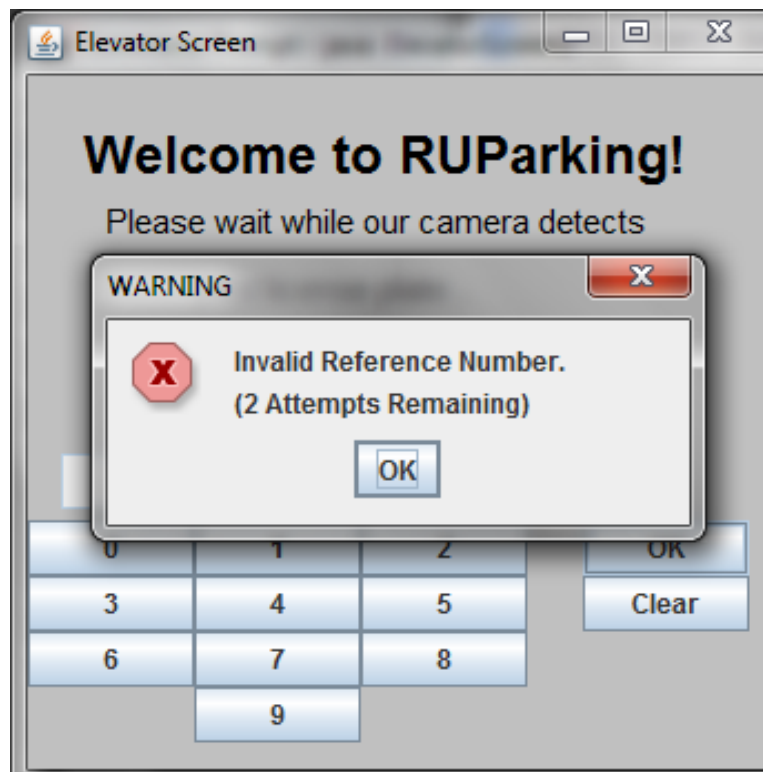 Elevator Screen
Welcome to RUParking!
Please wait while our camera detects
WARNING
Invalid Reference Number.
(2 Attempts Remaining)
OK
0 1 2 OK
3 4 5 Clear
6 7 8
9